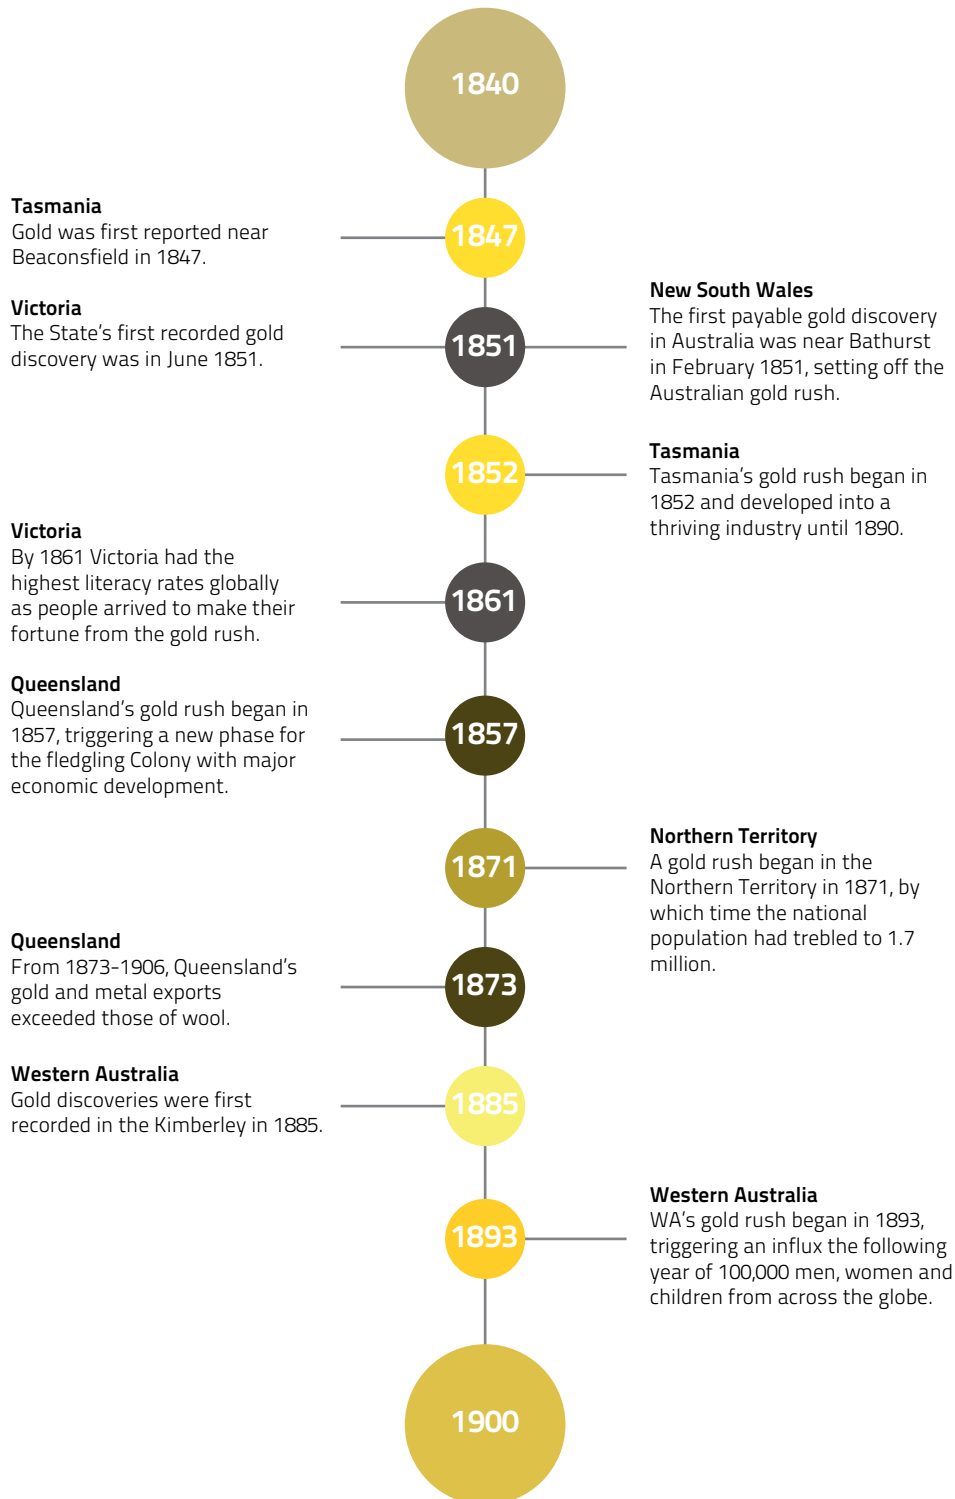 1840
Tasmania
Gold was first reported near
Beaconsfield in 1847.
1847
Victoria
The State's first recorded gold
discovery was in June 1851.
1851
New South Wales
The first payable gold discovery
in Australia was near Bathurst
in February 1851, setting off the
Australian gold rush.
1852
Tasmania
Tasmania's gold rush began in
1852 and developed into a
thriving industry until 1890.
Victoria
By 1861 Victoria had the
highest literacy rates globally
as people arrived to make their
fortune from the gold rush.
1861
Queensland
Queensland's gold rush began in
1857, triggering a new phase for
the fledgling Colony with major
economic development.
1857
1871
Northern Territory
A gold rush began in the
Northern Territory in 1871, by
which time the national
population had trebled to 1.7
million.
Queensland
From 1873-1906, Queensland's
gold and metal exports
exceeded those of wool.
1873
Western Australia
Gold discoveries were first
recorded in the Kimberley in 1885.
1885
1893
Western Australia
WA's gold rush began in 1893,
triggering an influx the following
year of 100,000 men, women and
children from across the globe.
1900